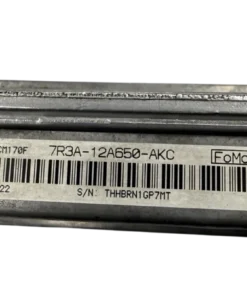 CM170F 7R3A-12A650-AKC FoMo
22 S/N: THHBRN1GP7MT